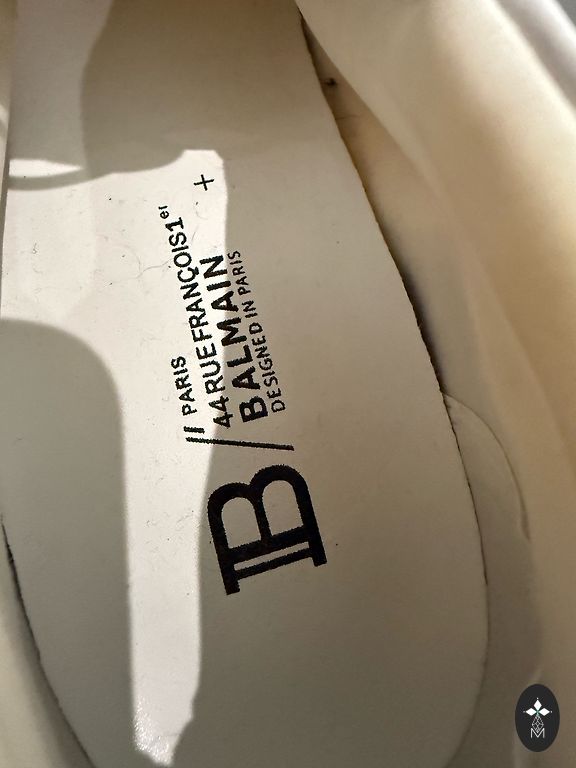 // PARIS
44 RUE FRANÇOIS 1er
BALMAIN
DESIGNED IN PARIS
B
M